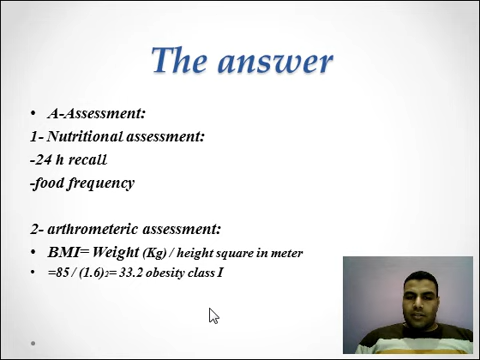 The answer
• A-Assessment:
1- Nutritional assessment:
-24 h recall
-food frequency
2- arthrometeric assessment:
• BMI= Weight (Kg) / height square in meter
• =85 / (1.6)2= 33.2 obesity class I